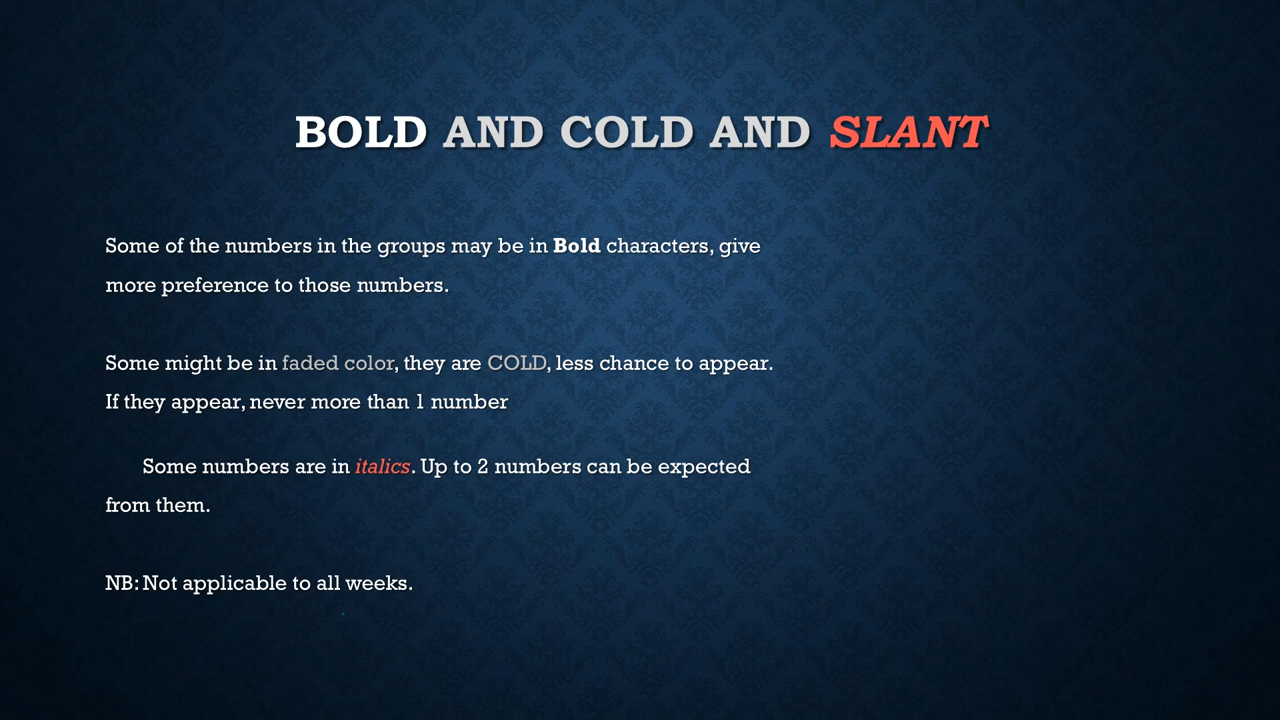 BOLD AND COLD AND SLANT
Some of the numbers in the groups may be in Bold characters, give
more preference to those numbers.
Some might be in faded color, they are COLD, less chance to appear.
If they appear, never more than 1 number
Some numbers are in italics. Up to 2 numbers can be expected
from them.
NB: Not applicable to all weeks.